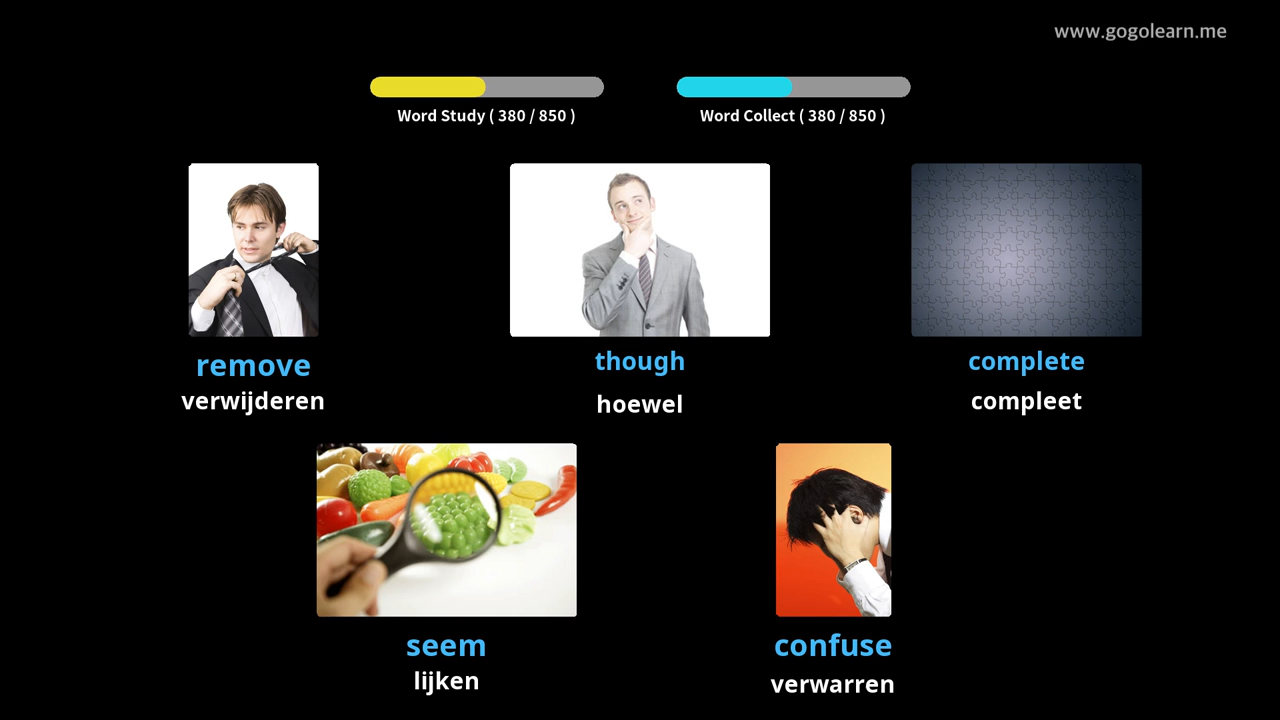 www.gogolearn.me
Word Study ( 380 / 850 )
Word Collect ( 380 / 850 )
remove
verwijderen
though
hoewel
complete
compleet
seem
lijken
confuse
verwarren